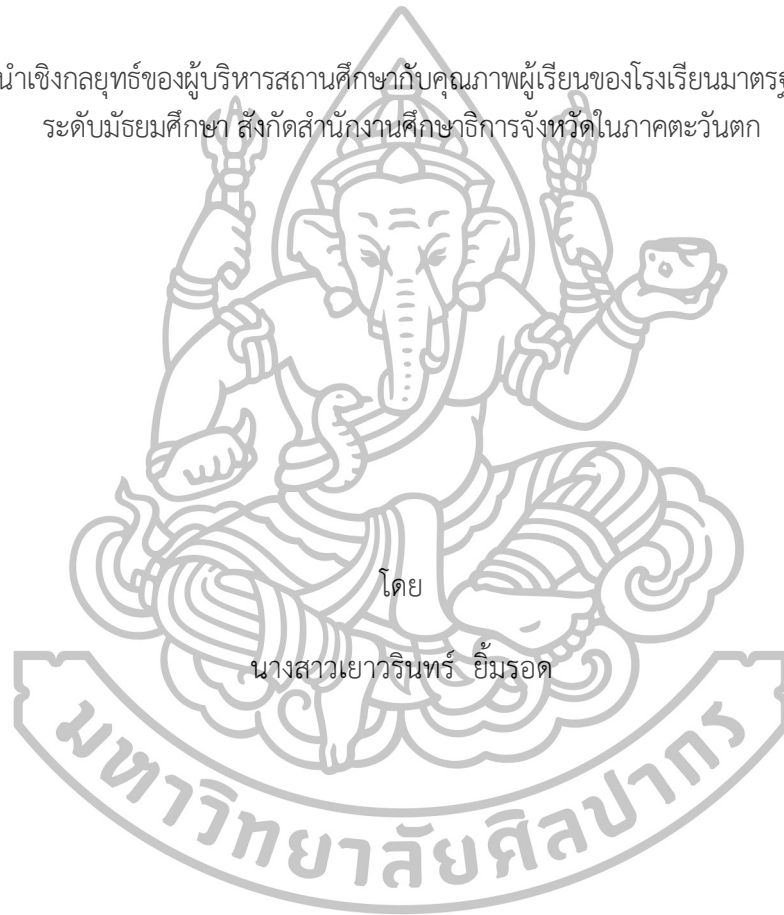 นำเชิงกลยุทธ์ของผู้บริหารสถานศึกษากับคุณภาพผู้เรียนของโรงเรียนมาตรฐ
ระดับมัธยมศึกษา สังกัดสำนักงานศึกษาธิการจังหวัดในภาคตะวันตก
โดย
นางสาวเยาวรินทร์ ยิ้มรอด
มหาวิทยาลัยศิลปากร